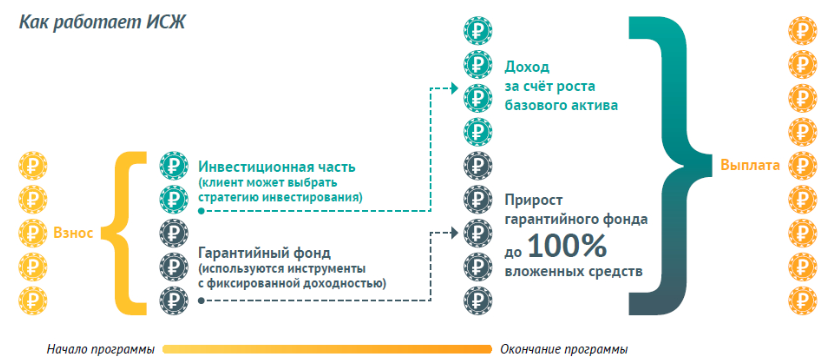 Как работает ИСЖ
Взнос
Инвестиционная часть
(клиент может выбрать
стратегию инвестирования)
Гарантийный фонд
(используются инструменты
с фиксированной доходностью)
Доход
за счёт роста
базового актива
Прирост
гарантийного фонда
до 100%
вложенных средств
Выплата
Начало программы
Окончание программы